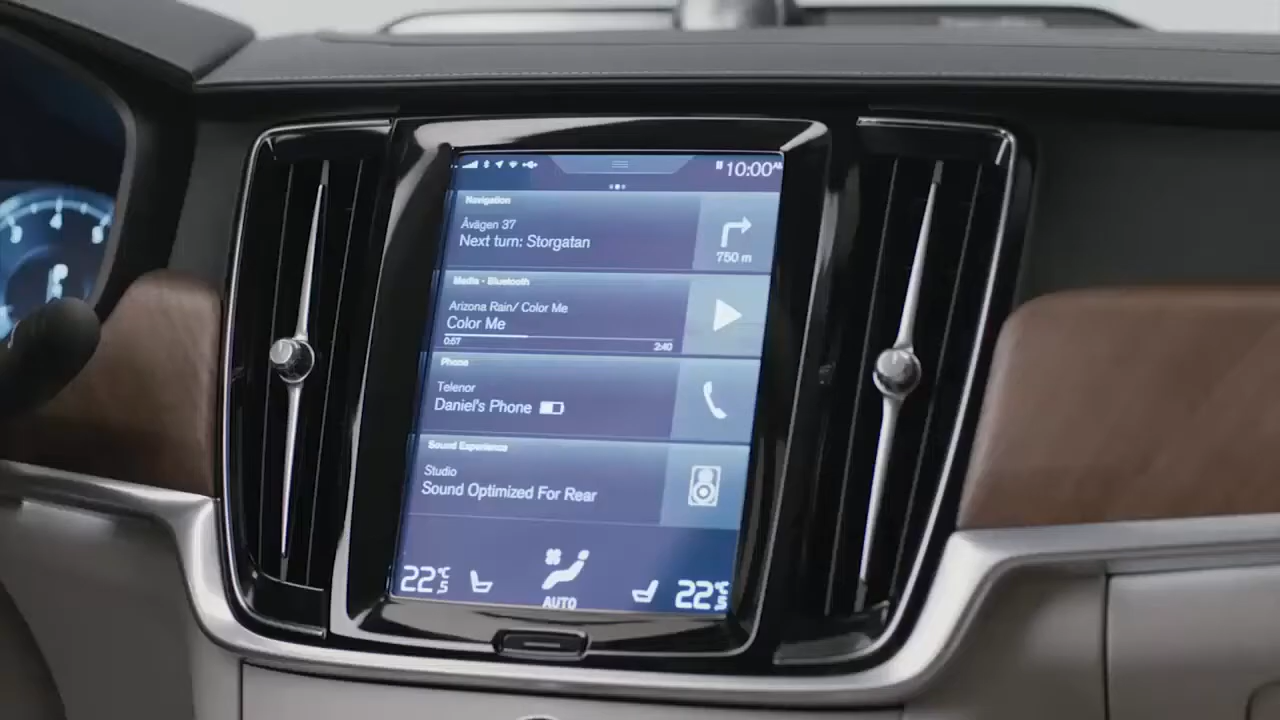 10:00AM
Navigation
Åvägen 37
Next turn: Storgatan
750 m
Media - Bluetooth
Arizona Rain/ Color Me
Color Me
0:57 2:40
Phone
Telenor
Daniel's Phone
Sound Experience
Studio
Sound Optimized For Rear
22.5°C 22.5°C
AUTO